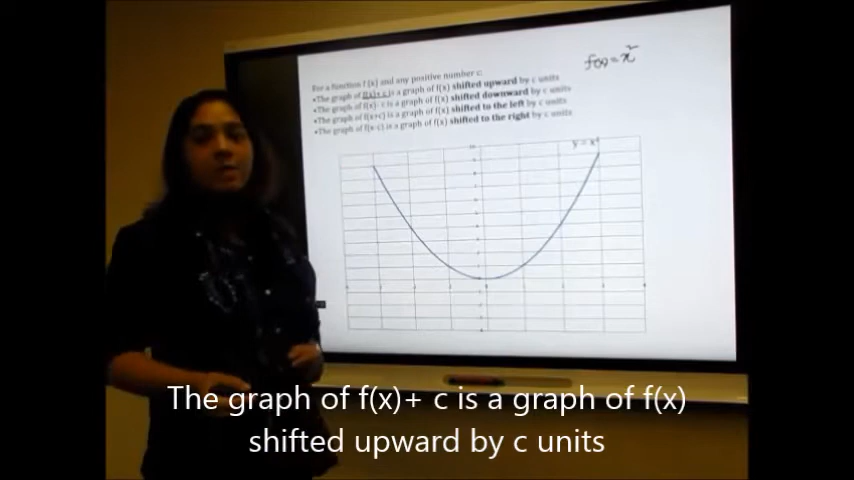 f(x)=x²
For a function f (x) and any positive number c:
•The graph of f(x)+ c is a graph of f(x) shifted upward by c units
•The graph of f(x)- c is a graph of f(x) shifted downward by c units
•The graph of f(x+c) is a graph of f(x) shifted to the left by c units
•The graph of f(x-c) is a graph of f(x) shifted to the right by c units
y = x²
The graph of f(x)+ c is a graph of f(x)
shifted upward by c units